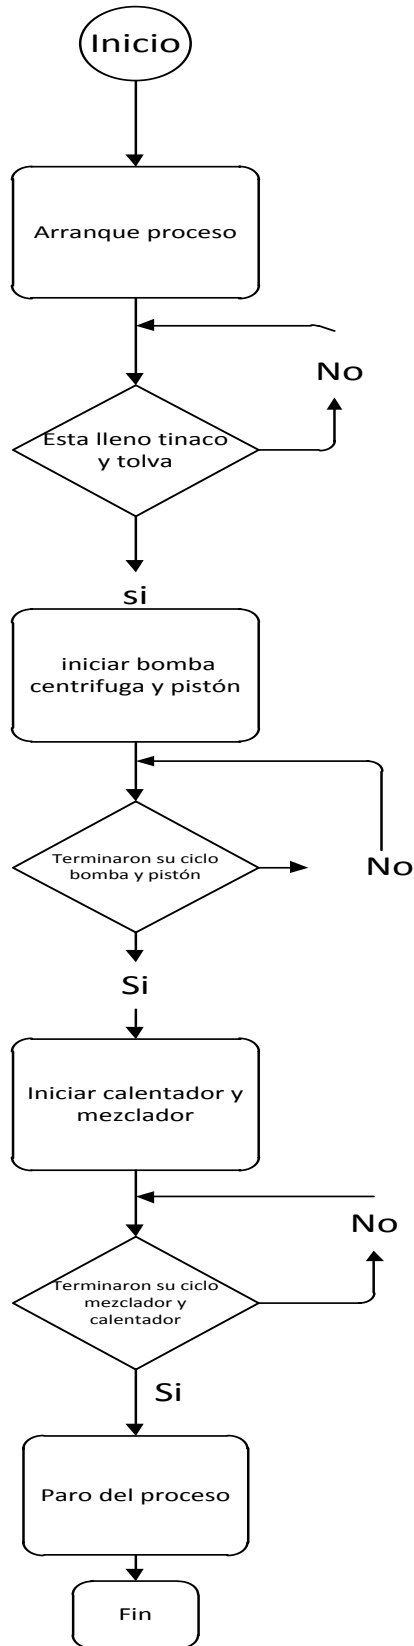 Inicio
Arranque proceso
No
Esta lleno tinaco
y tolva
si
iniciar bomba
centrifuga y pistón
Terminaron su ciclo
bomba y pistón
No
Si
Iniciar calentador y
mezclador
No
Terminaron su ciclo
mezclador y
calentador
Si
Paro del proceso
Fin